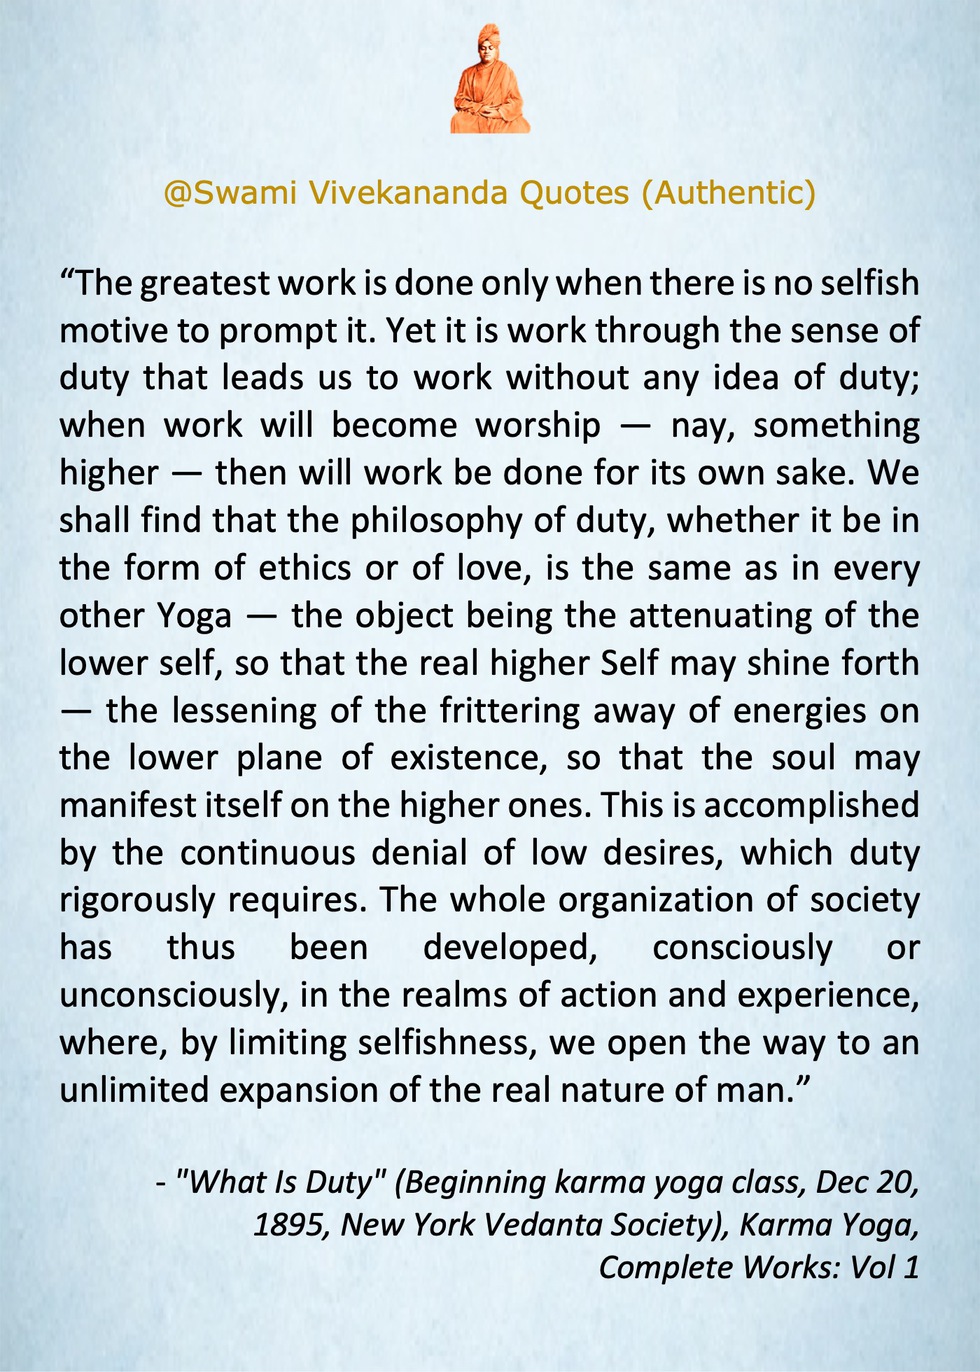 @Swami Vivekananda Quotes (Authentic)
“The greatest work is done only when there is no selfish
motive to prompt it. Yet it is work through the sense of
duty that leads us to work without any idea of duty;
when work will become worship — nay, something
higher — then will work be done for its own sake. We
shall find that the philosophy of duty, whether it be in
the form of ethics or of love, is the same as in every
other Yoga — the object being the attenuating of the
lower self, so that the real higher Self may shine forth
— the lessening of the frittering away of energies on
the lower plane of existence, so that the soul may
manifest itself on the higher ones. This is accomplished
by the continuous denial of low desires, which duty
rigorously requires. The whole organization of society
has thus been developed, consciously or
unconsciously, in the realms of action and experience,
where, by limiting selfishness, we open the way to an
unlimited expansion of the real nature of man.”
- "What Is Duty" (Beginning karma yoga class, Dec 20,
1895, New York Vedanta Society), Karma Yoga,
Complete Works: Vol 1